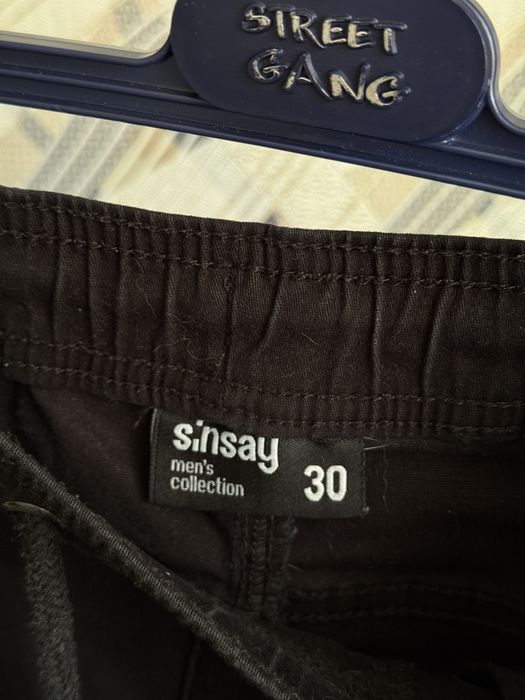 STREET
GANG
sinsay
men's
collection
30